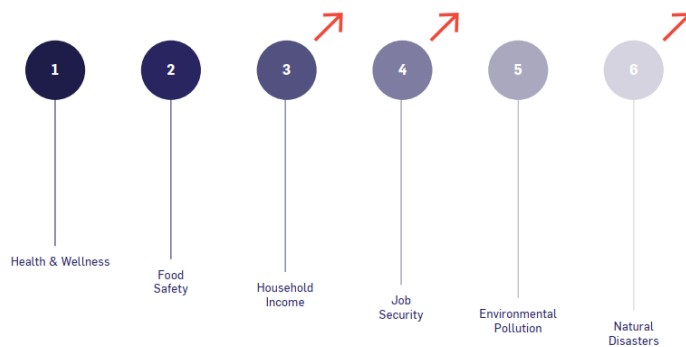 1
2
3
4
5
6
Health & Wellness
Food
Safety
Household
Income
Job
Security
Environmental
Pollution
Natural
Disasters